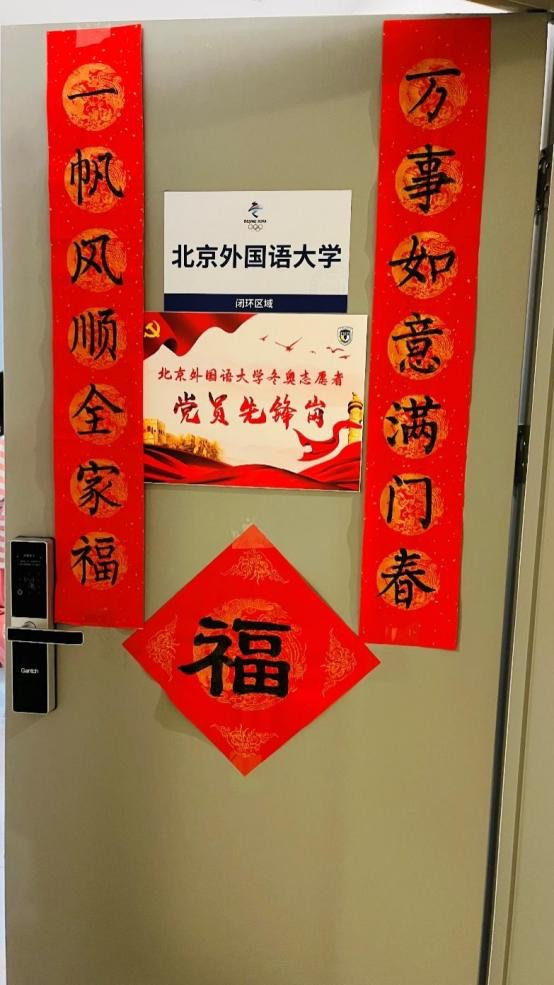 万事如意满门春
一帆风顺全家福
BEIJING 2022
北京外国语大学
闭环区域
北京外国语大学冬奥志愿者
党员先锋岗
福
Gantch